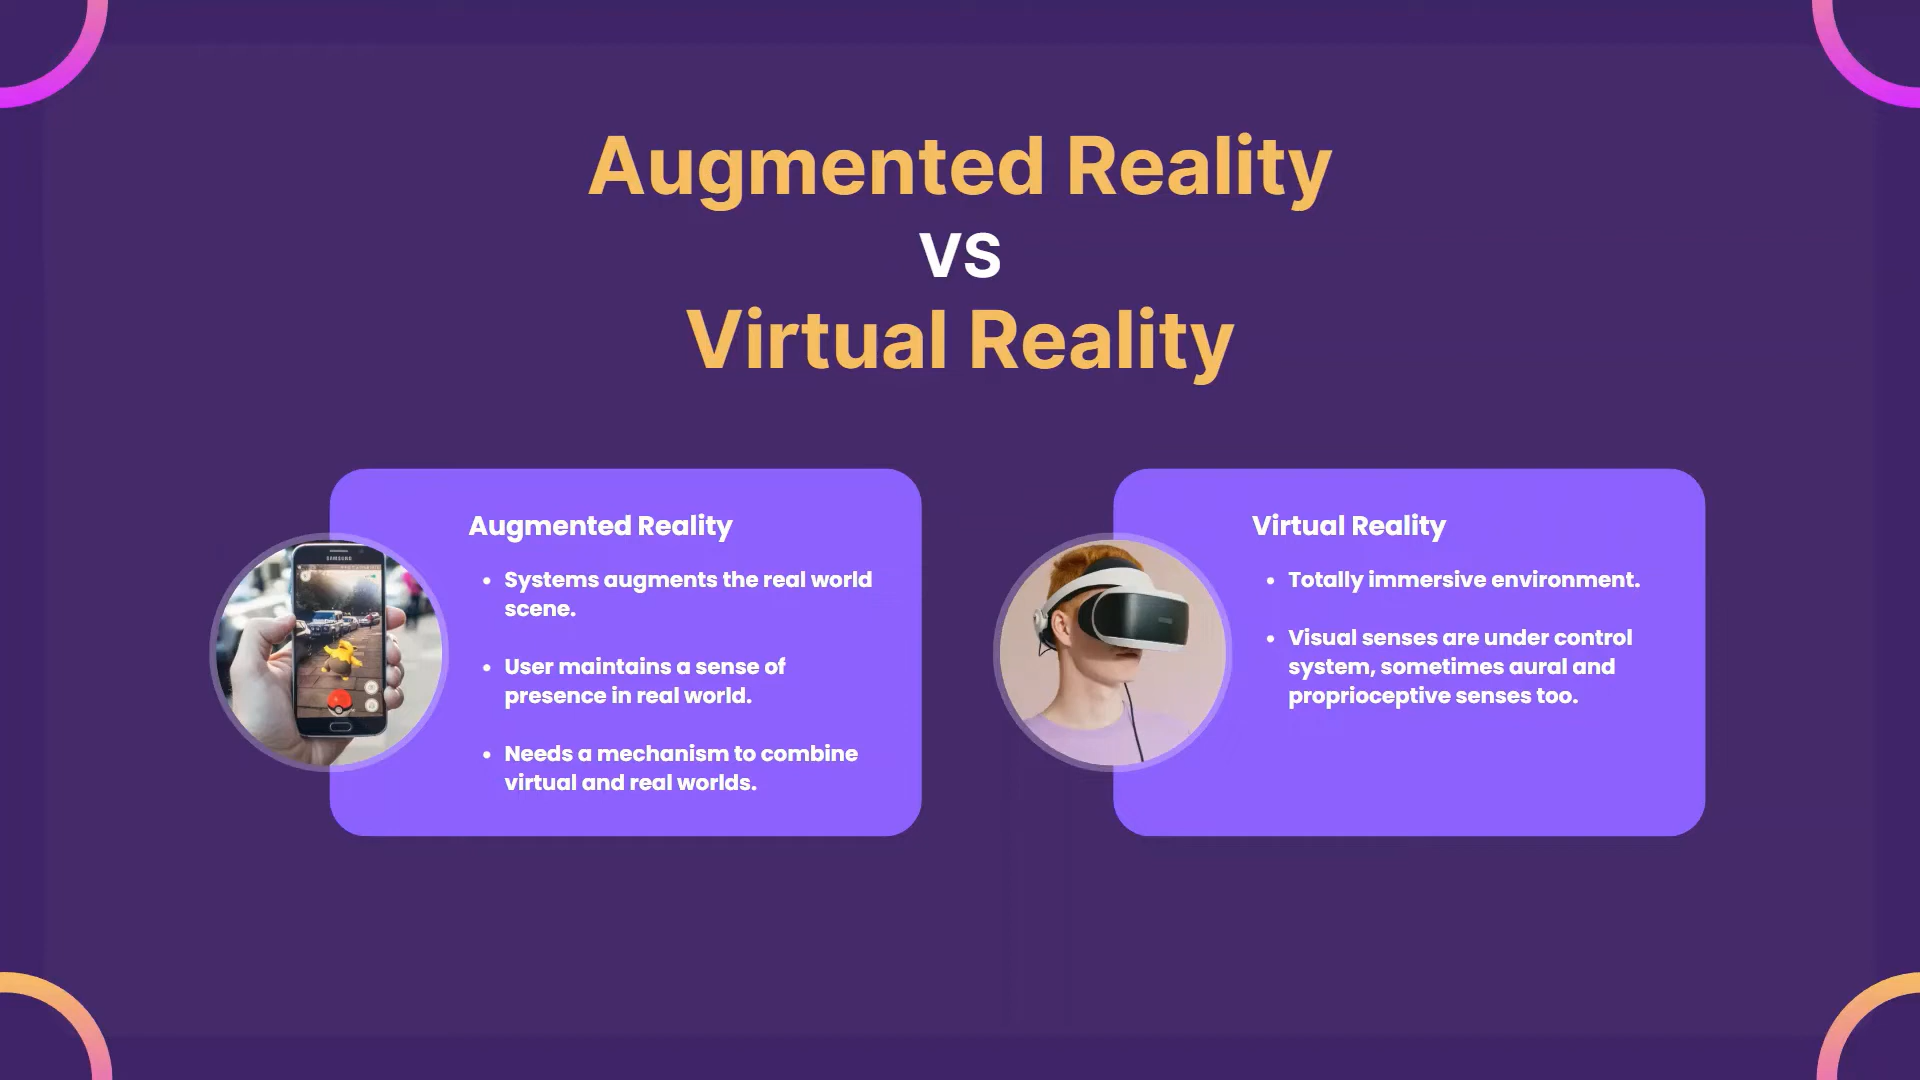 Augmented Reality
VS
Virtual Reality
Augmented Reality
• Systems augments the real world
scene.
• User maintains a sense of
presence in real world.
• Needs a mechanism to combine
virtual and real worlds.
SAMSUNG
Virtual Reality
• Totally immersive environment.
• Visual senses are under control
system, sometimes aural and
proprioceptive senses too.